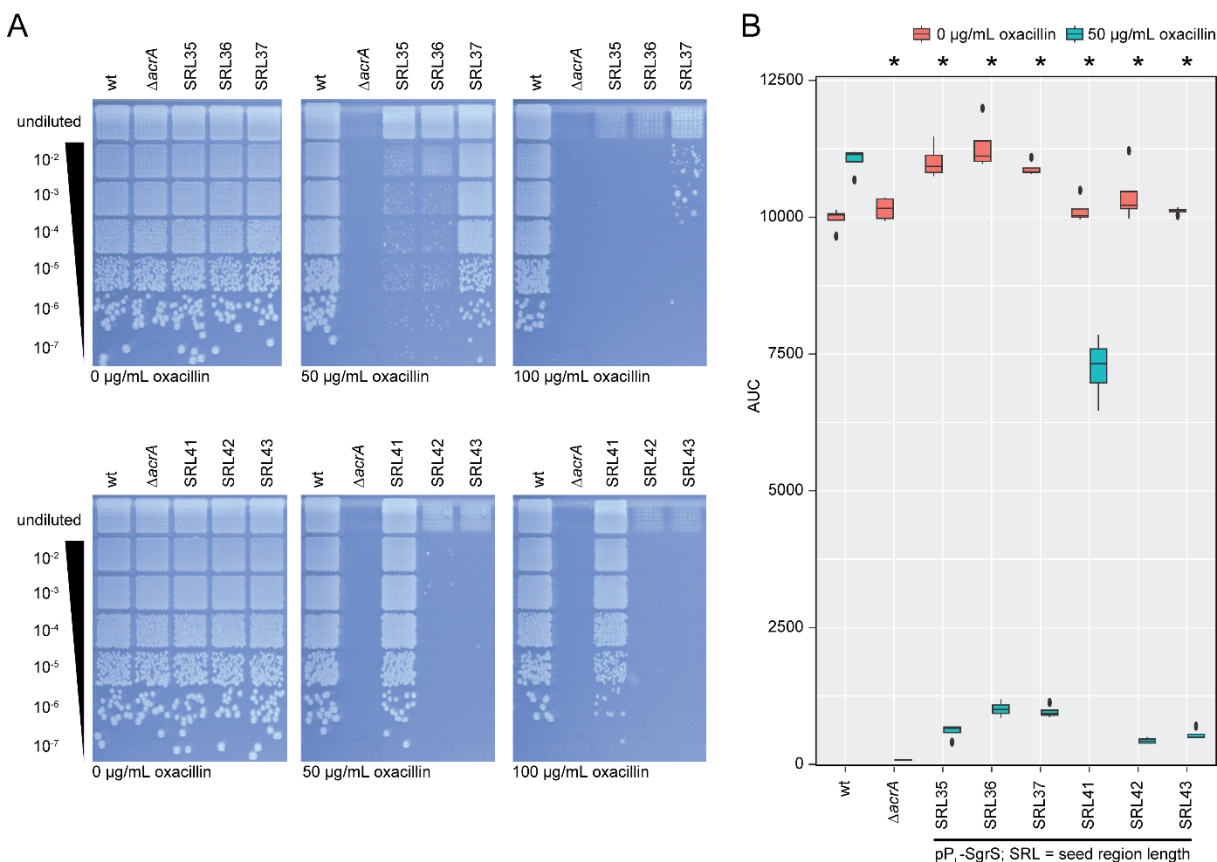 A
wt ΔacrA SRL35 SRL36 SRL37
wt ΔacrA SRL35 SRL36 SRL37
wt ΔacrA SRL35 SRL36 SRL37
undiluted
10-2
10-3
10-4
10-5
10-6
10-7
0 µg/mL oxacillin
50 µg/mL oxacillin
100 µg/mL oxacillin
wt ΔacrA SRL41 SRL42 SRL43
wt ΔacrA SRL41 SRL42 SRL43
wt ΔacrA SRL41 SRL42 SRL43
undiluted
10-2
10-3
10-4
10-5
10-6
10-7
0 µg/mL oxacillin
50 µg/mL oxacillin
100 µg/mL oxacillin
B
0 µg/mL oxacillin 50 µg/mL oxacillin
* * * * * * *
12500
10000
7500
5000
2500
0
AUC
wt ΔacrA SRL35 SRL36 SRL37 SRL41 SRL42 SRL43
pPL-SgrS; SRL = seed region length